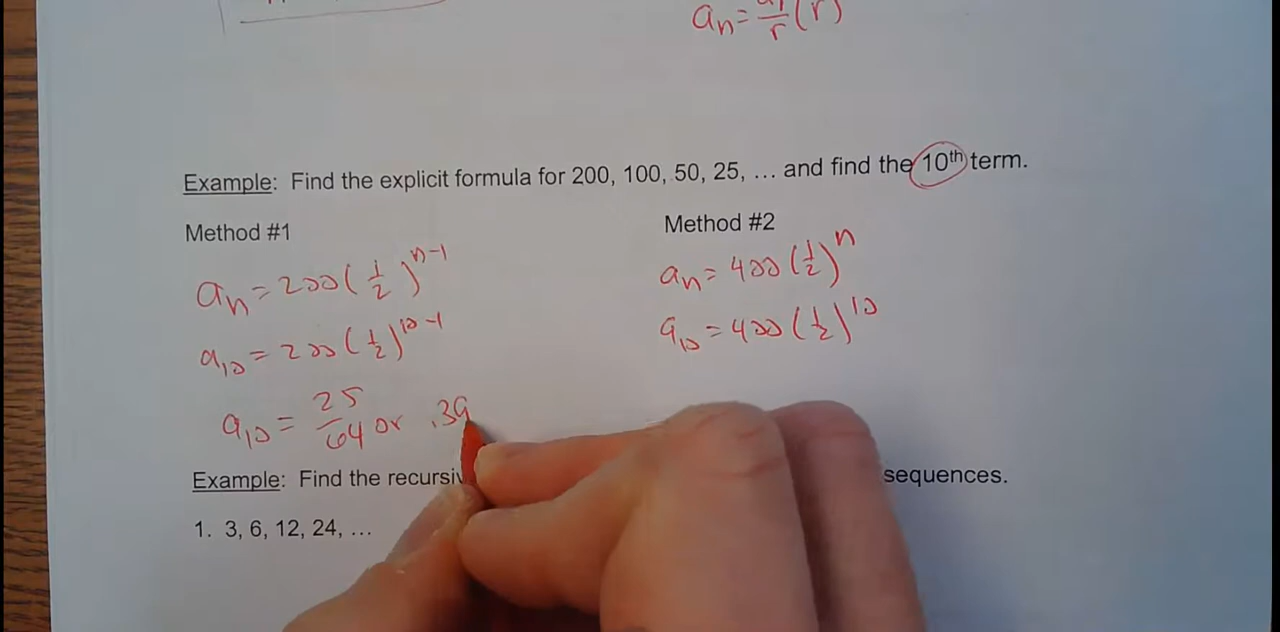 an = a1/r (r)
Example: Find the explicit formula for 200, 100, 50, 25, … and find the 10th term.
Method #1
Method #2
an = 200(1/2)^n-1
an = 400(1/2)^n
a10 = 200(1/2)^10-1
a10 = 400(1/2)^10
a10 = 25/64 or .39
Example: Find the recursiv
sequences.
1. 3, 6, 12, 24, …